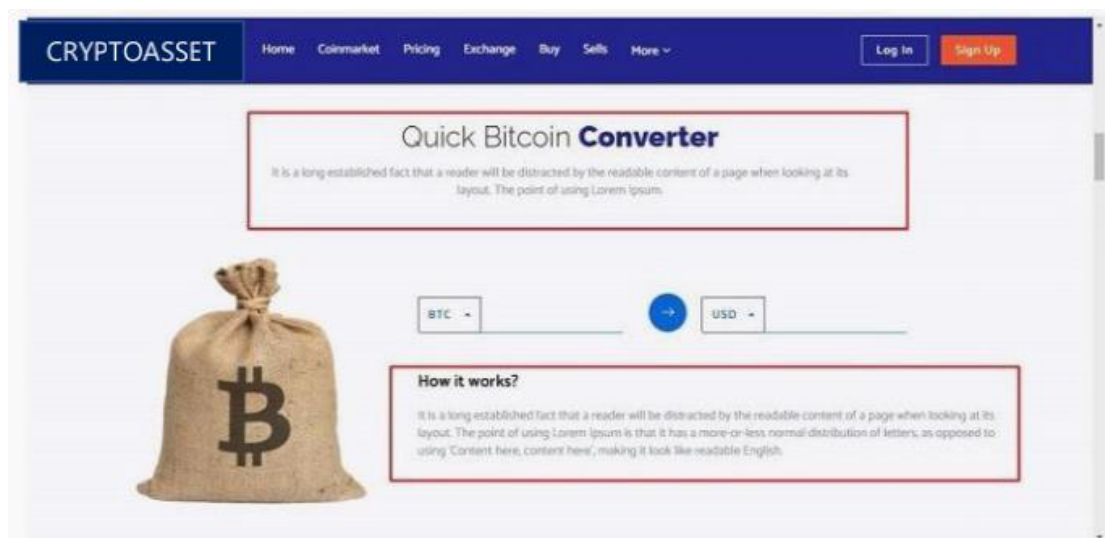 CRYPTOASSET
Home Coinmarket Pricing Exchange Buy Sells More
Log In Sign Up
Quick Bitcoin Converter
It is a long established fact that a reader will be distracted by the readable content of a page when looking at its
layout. The point of using Lorem Ipsum.
BTC USD
How it works?
It is a long established fact that a reader will be distracted by the readable content of a page when looking at its
layout. The point of using Lorem Ipsum is that it has a more-or-less normal distribution of letters, as opposed to
using 'Content here, content here', making it look like readable English.